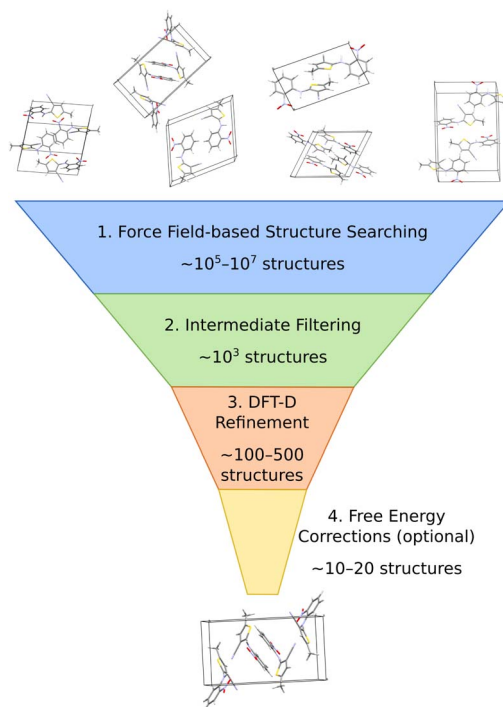 1. Force Field-based Structure Searching
~10⁵–10⁷ structures
2. Intermediate Filtering
~10³ structures
3. DFT-D
Refinement
~100–500
structures
4. Free Energy
Corrections (optional)
~10–20 structures